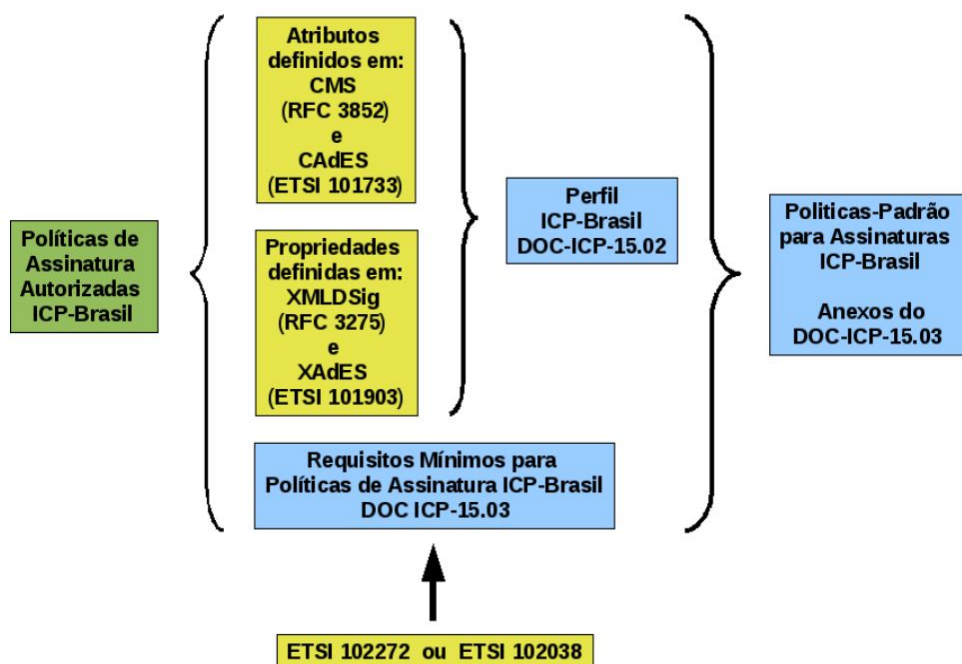 Políticas de
Assinatura
Autorizadas
ICP-Brasil
Atributos
definidos em:
CMS
(RFC 3852)
e
CAdES
(ETSI 101733)
Propriedades
definidas em:
XMLDSig
(RFC 3275)
e
XAdES
(ETSI 101903)
Requisitos Mínimos para
Políticas de Assinatura ICP-Brasil
DOC ICP-15.03
ETSI 102272 ou ETSI 102038
Perfil
ICP-Brasil
DOC-ICP-15.02
Politicas-Padrão
para Assinaturas
ICP-Brasil
Anexos do
DOC-ICP-15.03